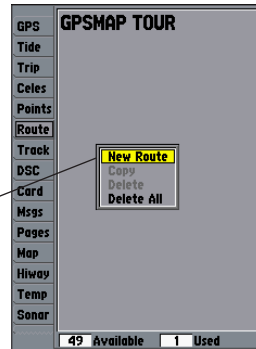 GPSMAP TOUR
GPS
Tide
Trip
Celes
Points
Route
Track
DSC
Card
Msgs
Pages
Map
Hiway
Temp
Sonar
New Route
Copy
Delete
Delete All
49 Available 1 Used